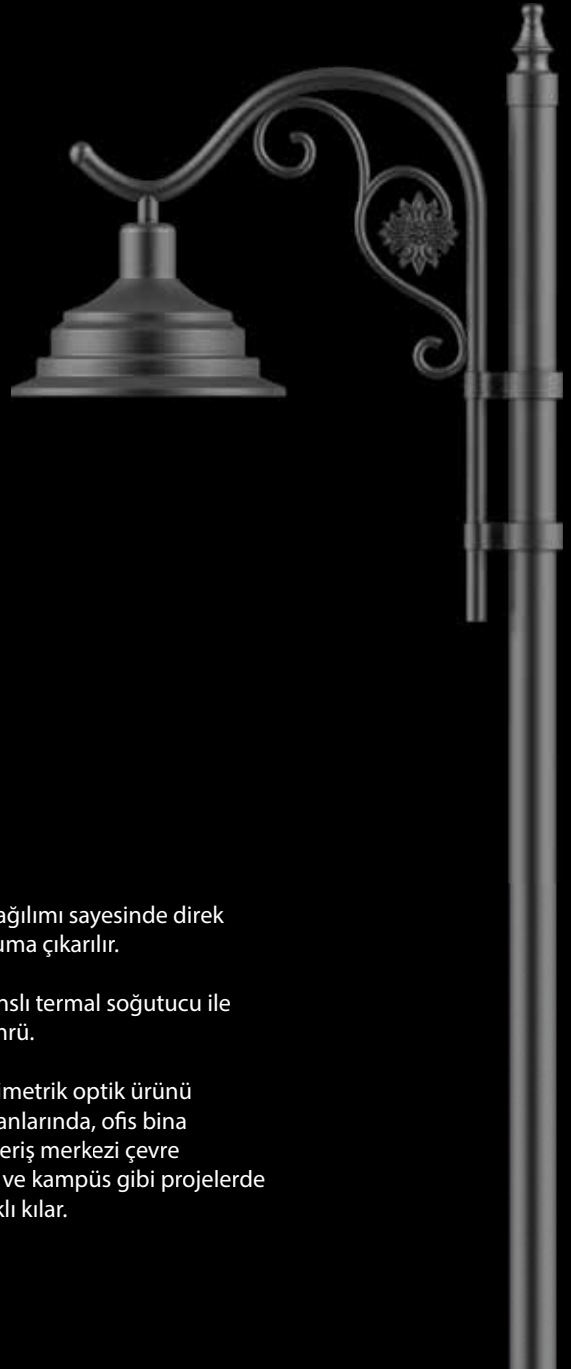 ağılımı sayesinde direk
uma çıkarılır.
nslı termal soğutucu ile
nrü.
imetrik optik ürünü
anlarında, ofis bina
eriş merkezi çevre
ve kampüs gibi projelerde
klı kılar.